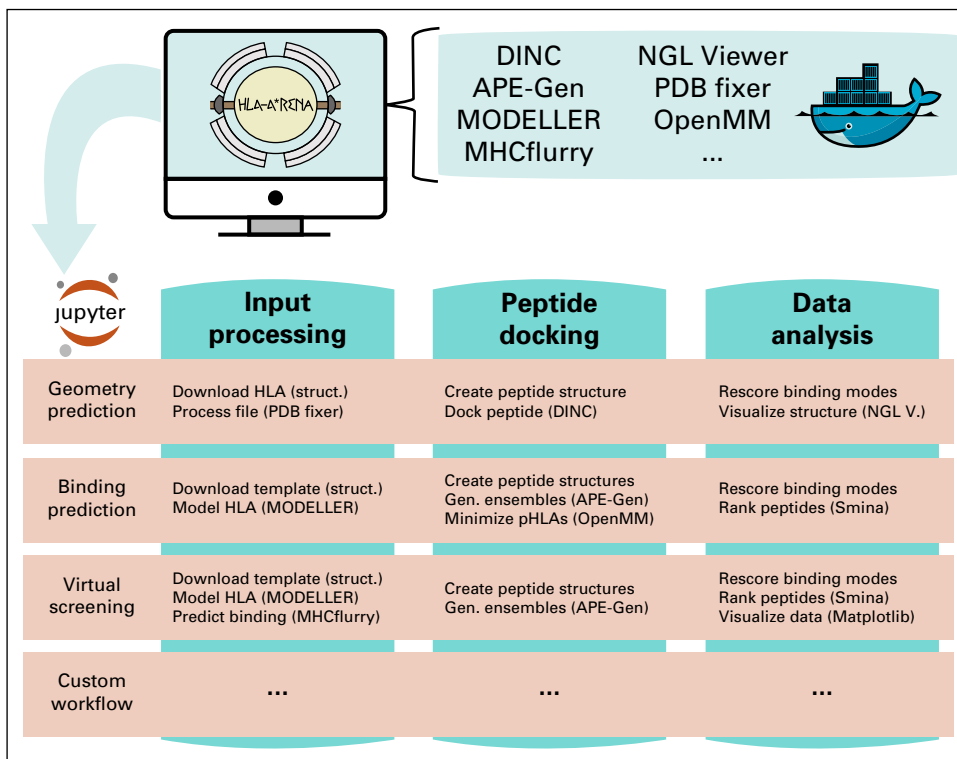 HLA-A*RENA
DINC
APE-Gen
MODELLER
MHCflurry
NGL Viewer
PDB fixer
OpenMM
...
jupyter
Input
processing
Peptide
docking
Data
analysis
Geometry
prediction
Download HLA (struct.)
Process file (PDB fixer)
Create peptide structure
Dock peptide (DINC)
Rescore binding modes
Visualize structure (NGL V.)
Binding
prediction
Download template (struct.)
Model HLA (MODELLER)
Create peptide structures
Gen. ensembles (APE-Gen)
Minimize pHLAs (OpenMM)
Rescore binding modes
Rank peptides (Smina)
Virtual
screening
Download template (struct.)
Model HLA (MODELLER)
Predict binding (MHCflurry)
Create peptide structures
Gen. ensembles (APE-Gen)
Rescore binding modes
Rank peptides (Smina)
Visualize data (Matplotlib)
Custom
workflow
...
...
...